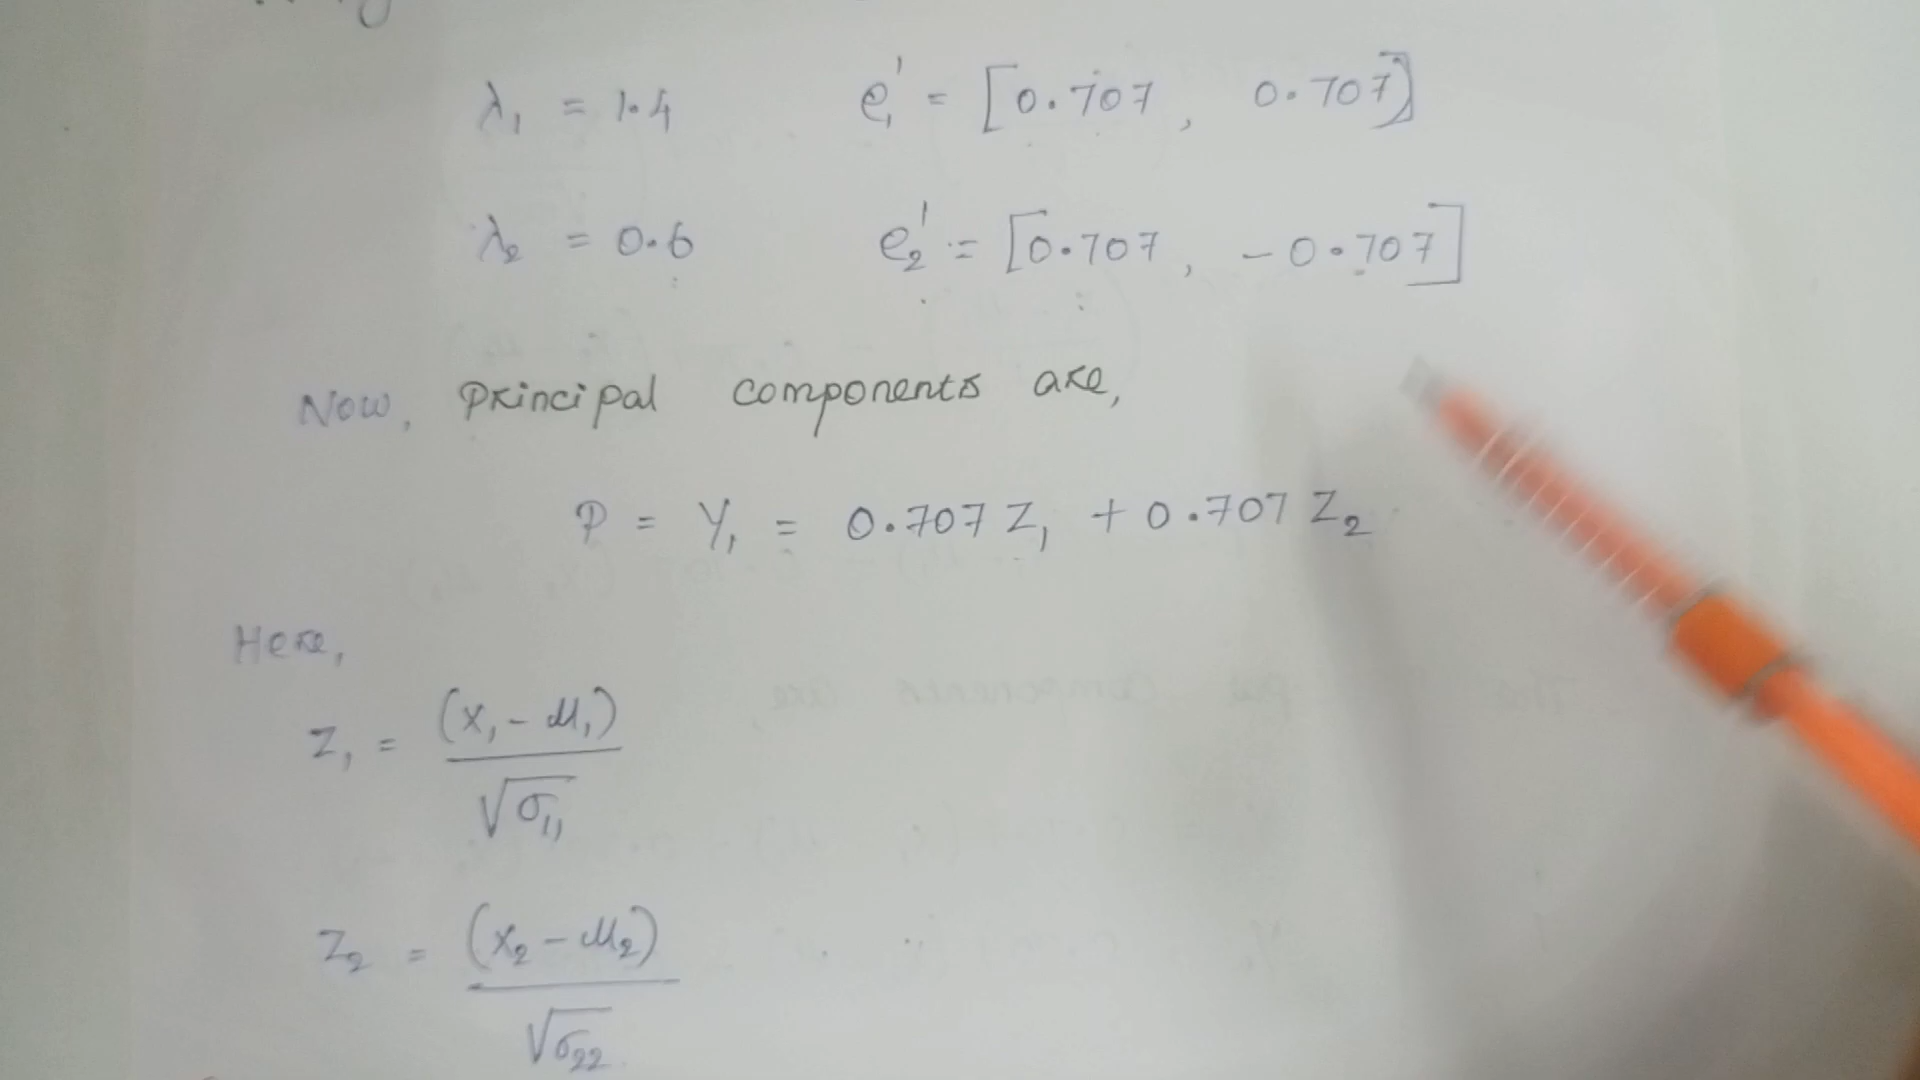 λ₁ = 1.4 e₁' = [0.707, 0.707]
λ₂ = 0.6 e₂' = [0.707, -0.707]
Now, principal components are,
P = Y₁ = 0.707 Z₁ + 0.707 Z₂
Here,
Z₁ = (X₁ - μ₁) / √σ₁₁
Z₂ = (X₂ - μ₂) / √σ₂₂